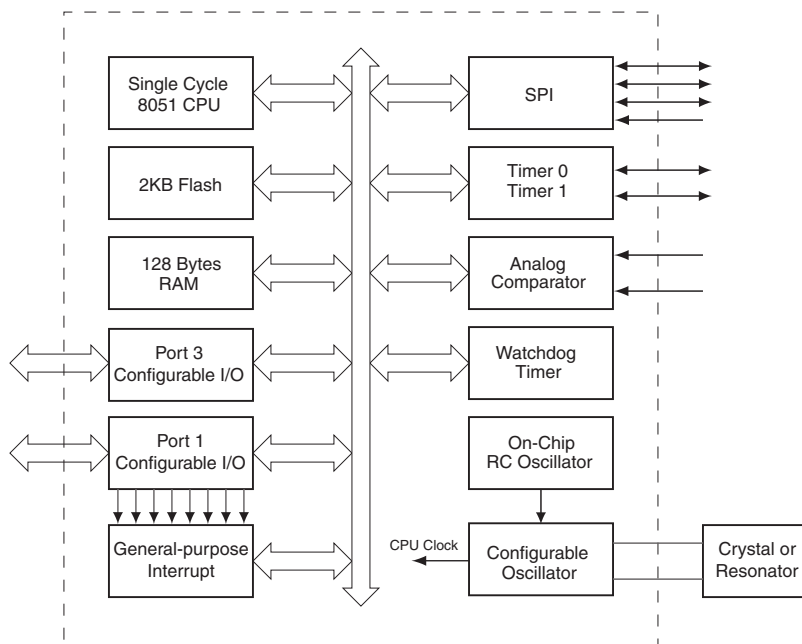 Single Cycle
8051 CPU
2KB Flash
128 Bytes
RAM
Port 3
Configurable I/O
Port 1
Configurable I/O
General-purpose
Interrupt
SPI
Timer 0
Timer 1
Analog
Comparator
Watchdog
Timer
On-Chip
RC Oscillator
CPU Clock
Configurable
Oscillator
Crystal or
Resonator